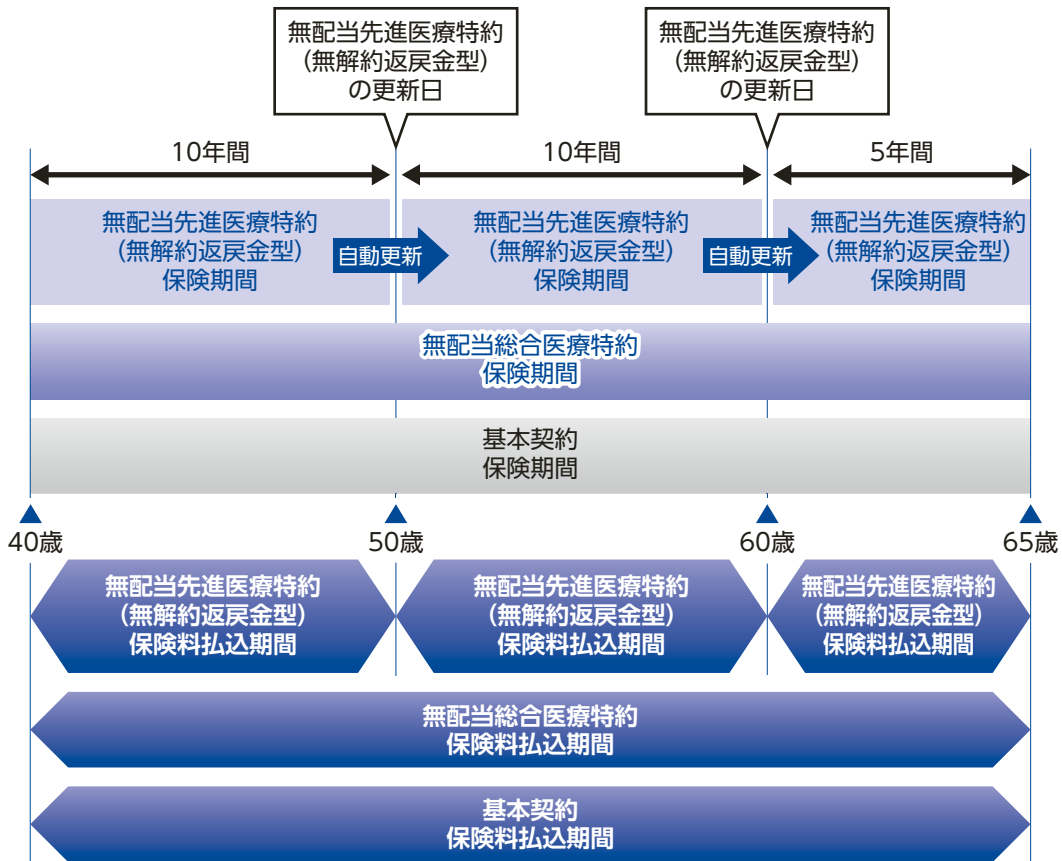 無配当先進医療特約
(無解約返戻金型)
の更新日
無配当先進医療特約
(無解約返戻金型)
の更新日
10年間
10年間
5年間
無配当先進医療特約
(無解約返戻金型)
保険期間
自動更新
無配当先進医療特約
(無解約返戻金型)
保険期間
自動更新
無配当先進医療特約
(無解約返戻金型)
保険期間
無配当総合医療特約
保険期間
基本契約
保険期間
40歳
50歳
60歳
65歳
無配当先進医療特約
(無解約返戻金型)
保険料払込期間
無配当先進医療特約
(無解約返戻金型)
保険料払込期間
無配当先進医療特約
(無解約返戻金型)
保険料払込期間
無配当総合医療特約
保険料払込期間
基本契約
保険料払込期間